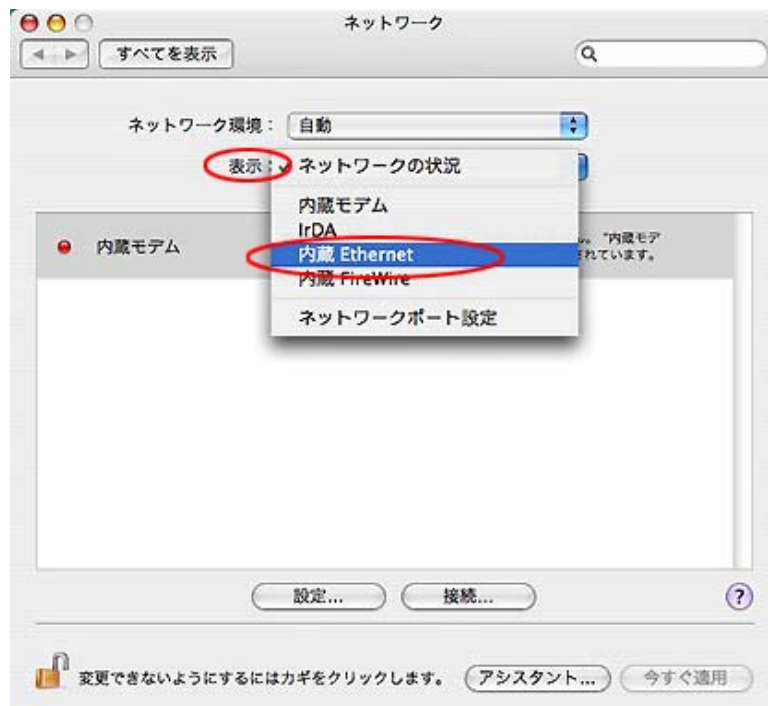 ネットワーク
すべてを表示
ネットワーク環境： 自動
表示： ✓ ネットワークの状況
内蔵モデム
IrDA
内蔵 Ethernet
内蔵 FireWire
ネットワークポート設定
内蔵モデム
ん。 "内蔵モデ
されています。
設定... 接続... ?
変更できないようにするにはカギをクリックします。 アシスタント... 今すぐ適用